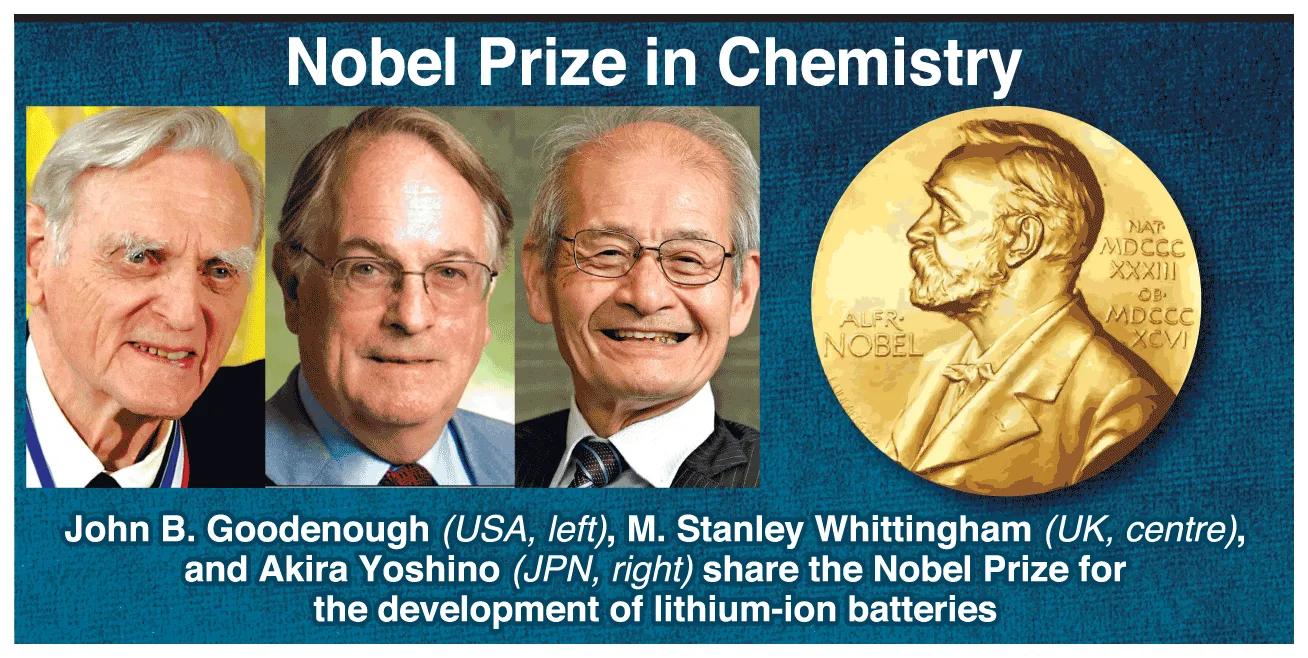 Nobel Prize in Chemistry
ALFR·
NOBEL
NAT·
MDCCC
XXXIII
OB·
MDCCC
XCVI
John B. Goodenough (USA, left), M. Stanley Whittingham (UK, centre),
and Akira Yoshino (JPN, right) share the Nobel Prize for
the development of lithium-ion batteries